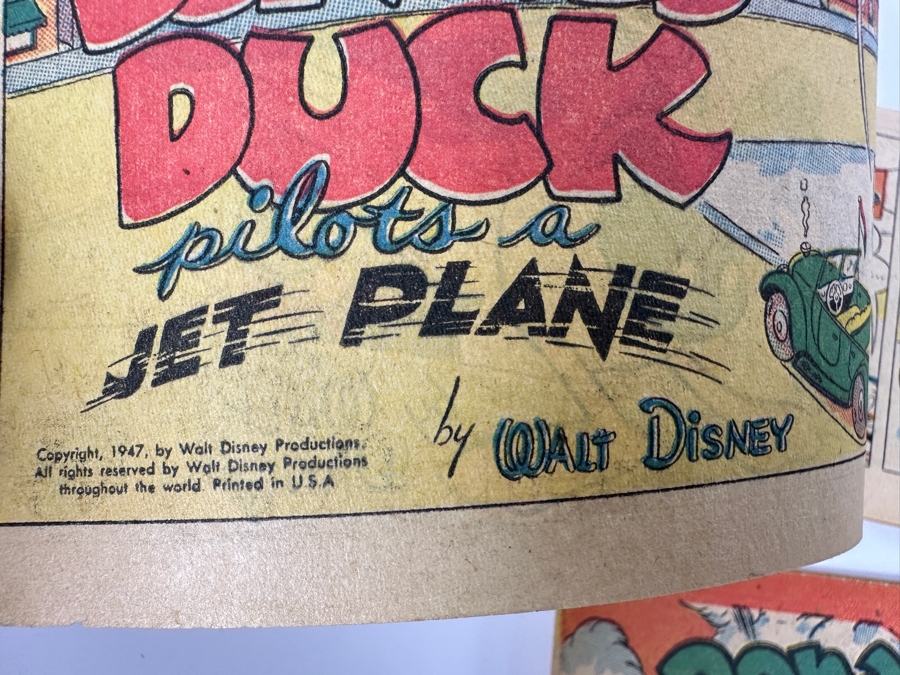 DUCK
pilots a
JET PLANE
by WALT DISNEY
Copyright, 1947, by Walt Disney Productions.
All rights reserved by Walt Disney Productions
throughout the world. Printed in U.S.A